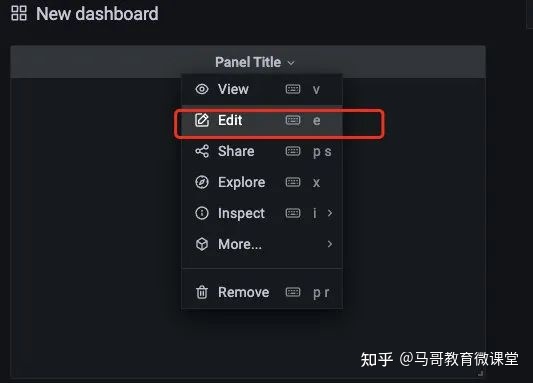 New dashboard
Panel Title
View v
Edit e
Share p s
Explore x
Inspect i
More...
Remove p r
知乎 @马哥教育微课堂